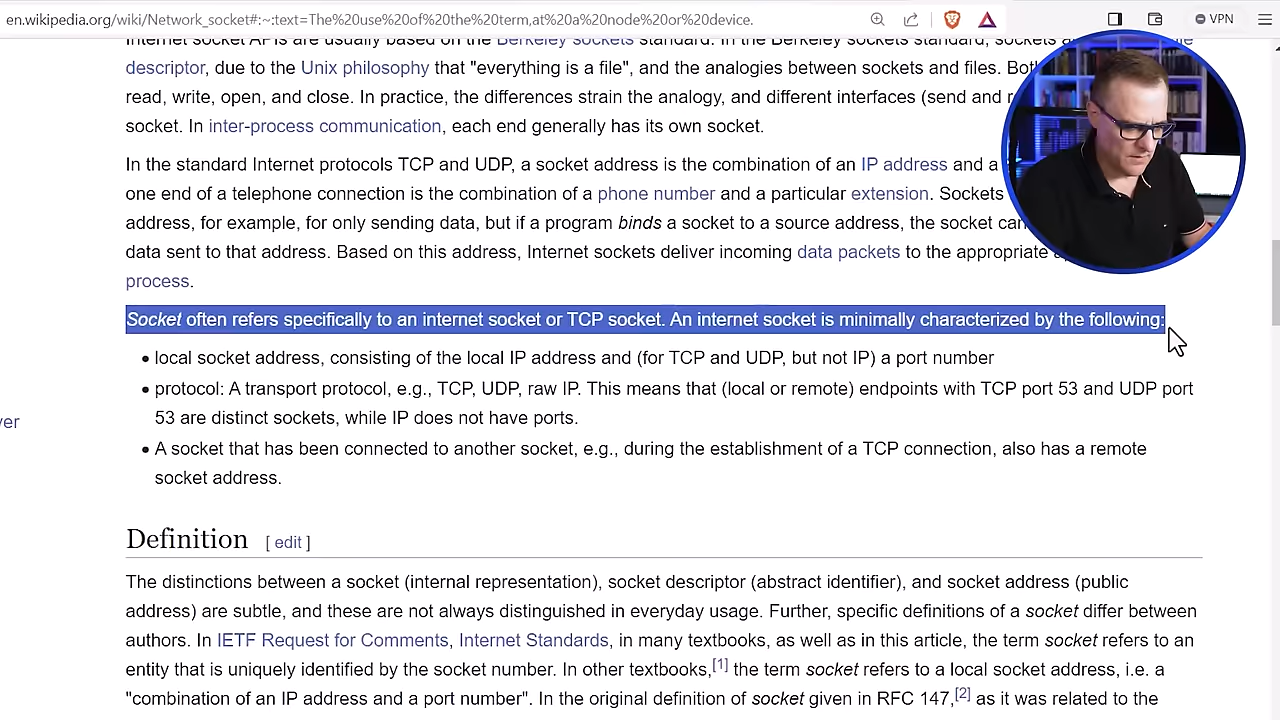 en.wikipedia.org/wiki/Network_socket#:~:text=The%20use%20of%20the%20term,at%20a%20node%20or%20device.
VPN
Internet socket APIs are usually based on the Berkeley sockets standard. In the Berkeley sockets standard, sockets
descriptor, due to the Unix philosophy that "everything is a file", and the analogies between sockets and files.
read, write, open, and close. In practice, the differences strain the analogy, and different interfaces (send and
socket. In inter-process communication, each end generally has its own socket.
In the standard Internet protocols TCP and UDP, a socket address is the combination of an IP address and a
one end of a telephone connection is the combination of a phone number and a particular extension. Sockets
address, for example, for only sending data, but if a program binds a socket to a source address, the socket can
data sent to that address. Based on this address, Internet sockets deliver incoming data packets to the appropriate
process.
Socket often refers specifically to an internet socket or TCP socket. An internet socket is minimally characterized by the following:
• local socket address, consisting of the local IP address and (for TCP and UDP, but not IP) a port number
• protocol: A transport protocol, e.g., TCP, UDP, raw IP. This means that (local or remote) endpoints with TCP port 53 and UDP port
53 are distinct sockets, while IP does not have ports.
• A socket that has been connected to another socket, e.g., during the establishment of a TCP connection, also has a remote
socket address.
Definition [ edit ]
The distinctions between a socket (internal representation), socket descriptor (abstract identifier), and socket address (public
address) are subtle, and these are not always distinguished in everyday usage. Further, specific definitions of a socket differ between
authors. In IETF Request for Comments, Internet Standards, in many textbooks, as well as in this article, the term socket refers to an
entity that is uniquely identified by the socket number. In other textbooks,[1] the term socket refers to a local socket address, i.e. a
"combination of an IP address and a port number". In the original definition of socket given in RFC 147,[2] as it was related to the